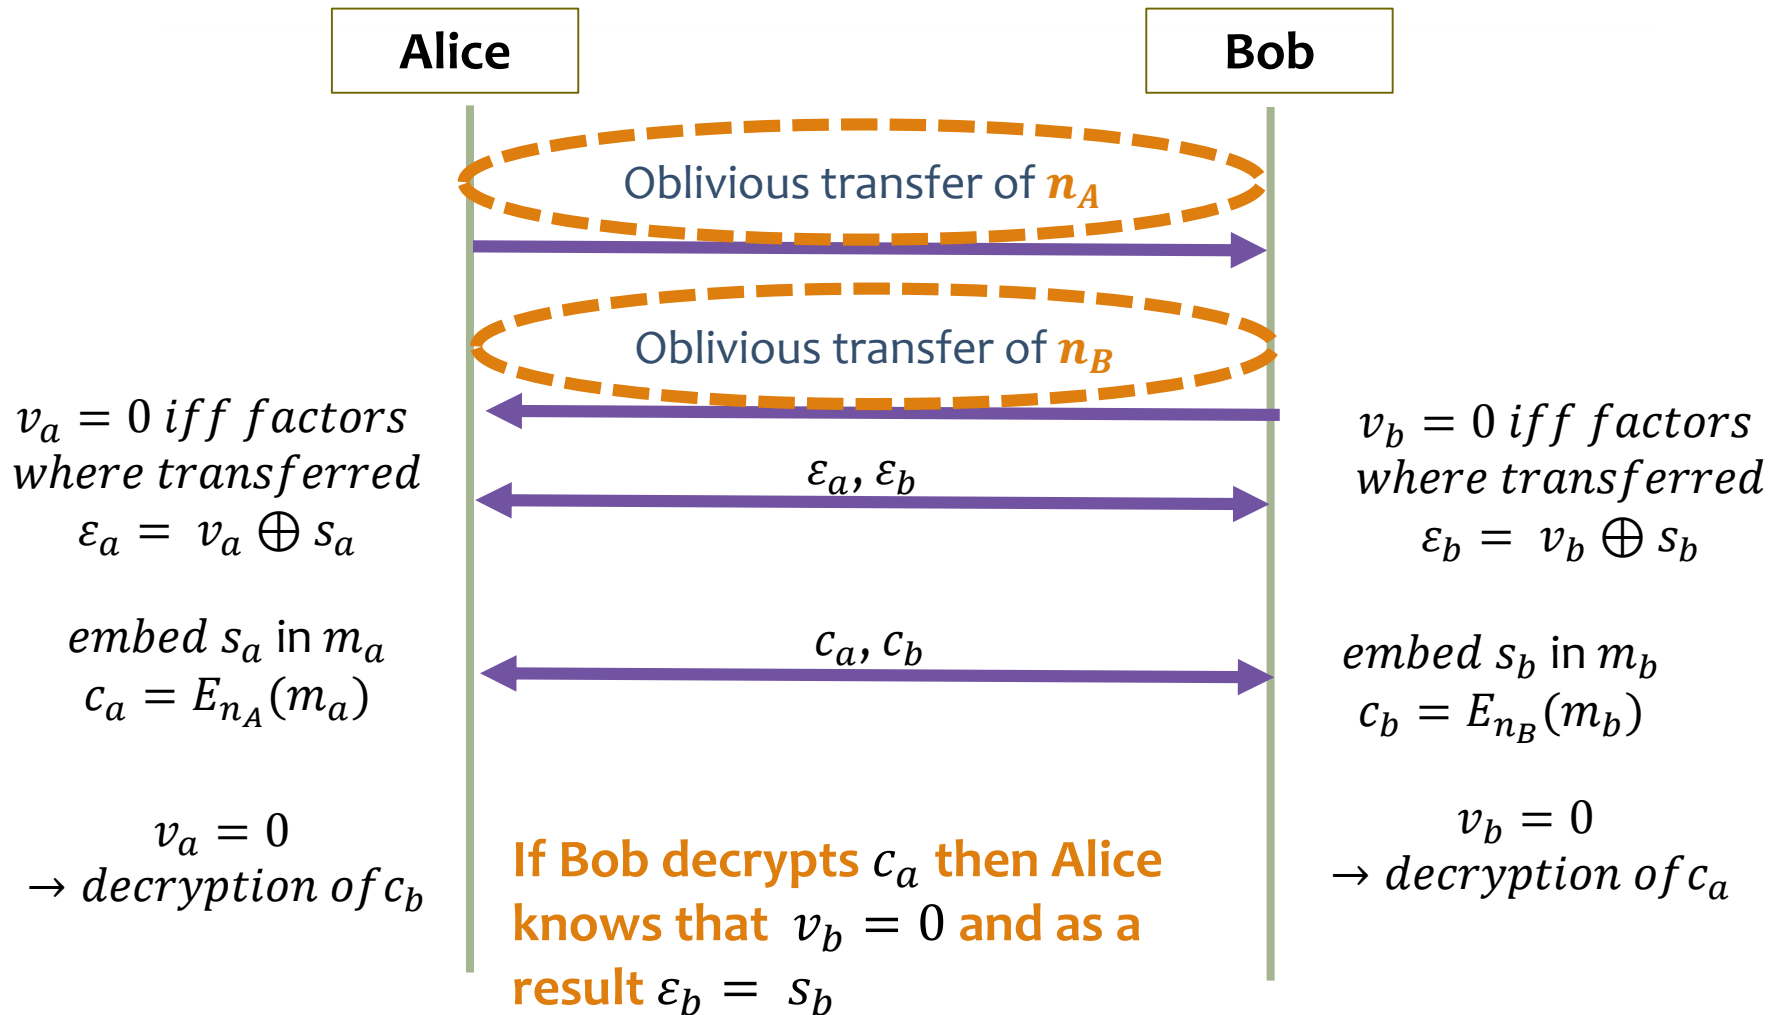 Alice
Bob
Oblivious transfer of n_A
Oblivious transfer of n_B
v_a = 0 iff factors
where transferred
ε_a = v_a ⊕ s_a
ε_a, ε_b
v_b = 0 iff factors
where transferred
ε_b = v_b ⊕ s_b
embed s_a in m_a
c_a = E_{n_A}(m_a)
c_a, c_b
embed s_b in m_b
c_b = E_{n_B}(m_b)
v_a = 0
→ decryption of c_b
If Bob decrypts c_a then Alice
knows that v_b = 0 and as a
result ε_b = s_b
v_b = 0
→ decryption of c_a